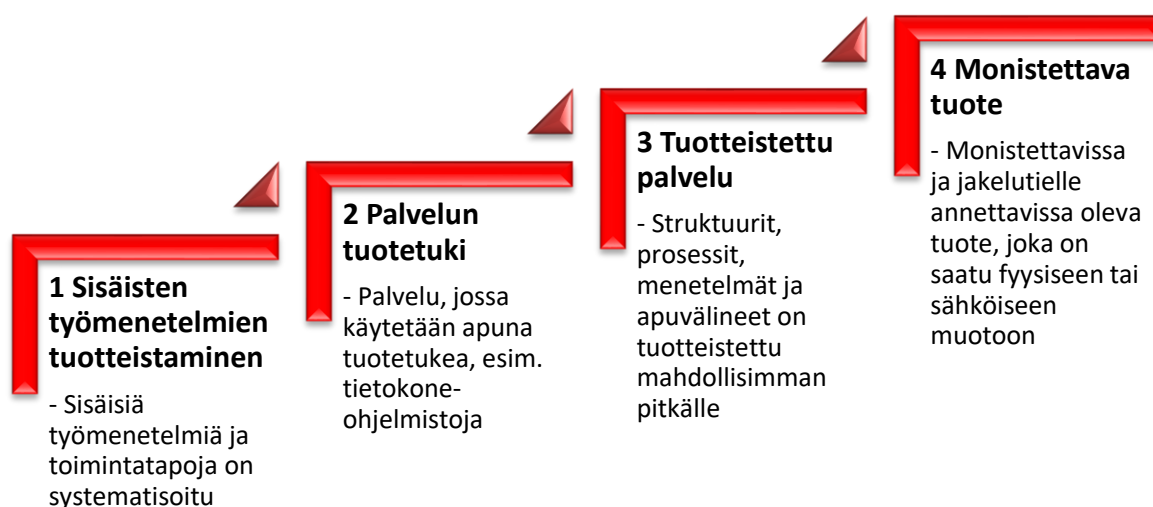 1 Sisäisten
työmenetelmien
tuotteistaminen
- Sisäisiä
työmenetelmiä ja
toimintatapoja on
systematisoitu
2 Palvelun
tuotetuki
- Palvelu, jossa
käytetään apuna
tuotetukea, esim.
tietokone-
ohjelmistoja
3 Tuotteistettu
palvelu
- Struktuurit,
prosessit,
menetelmät ja
apuvälineet on
tuotteistettu
mahdollisimman
pitkälle
4 Monistettava
tuote
- Monistettavissa
ja jakelutielle
annettavissa oleva
tuote, joka on
saatu fyysiseen tai
sähköiseen
muotoon